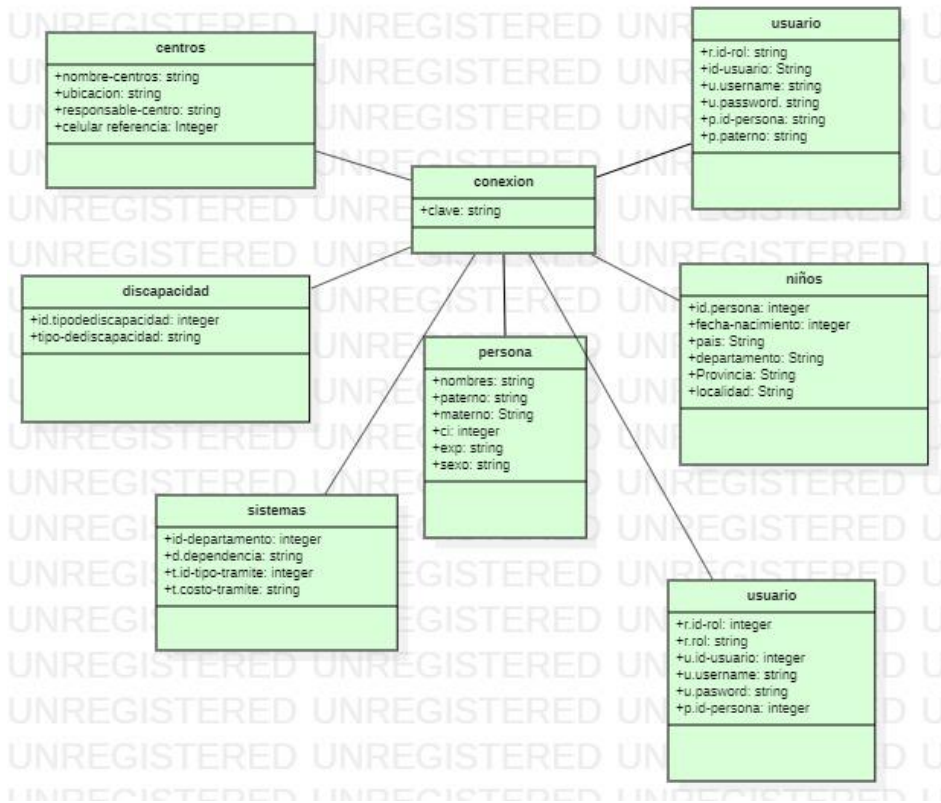 centros
+nombre-centros: string
+ubicacion: string
+responsable-centro: string
+celular referencia: Integer
usuario
+r.id-rol: string
+id-usuario: String
+u.username: string
+u.password. string
+p.id-persona: string
+p.paterno: string
conexion
+clave: string
discapacidad
+id.tipodediscapacidad: integer
+tipo-dediscapacidad: string
persona
+nombres: string
+paterno: string
+materno: String
+ci: integer
+exp: string
+sexo: string
niños
+id.persona: integer
+fecha-nacimiento: integer
+pais: String
+departamento: String
+Provincia: String
+localidad: String
sistemas
+id-departamento: integer
+d.dependencia: string
+t.id-tipo-tramite: integer
+t.costo-tramite: string
usuario
+r.id-rol: integer
+r.rol: string
+u.id-usuario: integer
+u.username: string
+u.pasword: string
+p.id-persona: integer
UNREGISTERED UNREGISTERED UNREGISTERED